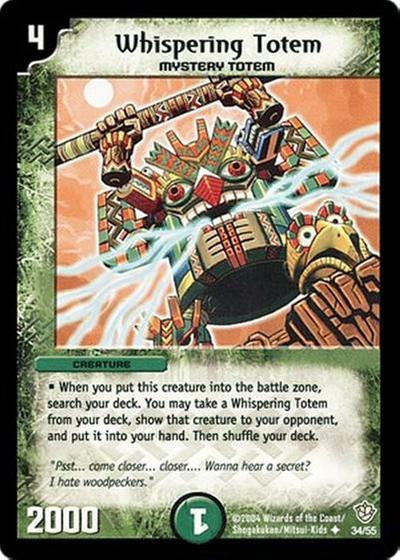 4
Whispering Totem
MYSTERY TOTEM
CREATURE
▪ When you put this creature into the battle zone,
search your deck. You may take a Whispering Totem
from your deck, show that creature to your opponent,
and put it into your hand. Then shuffle your deck.
"Psst... come closer... closer.... Wanna hear a secret?
I hate woodpeckers."
2000
1
©2004 Wizards of the Coast/
Shogakukan/Mitsui-Kids ♦ 34/55